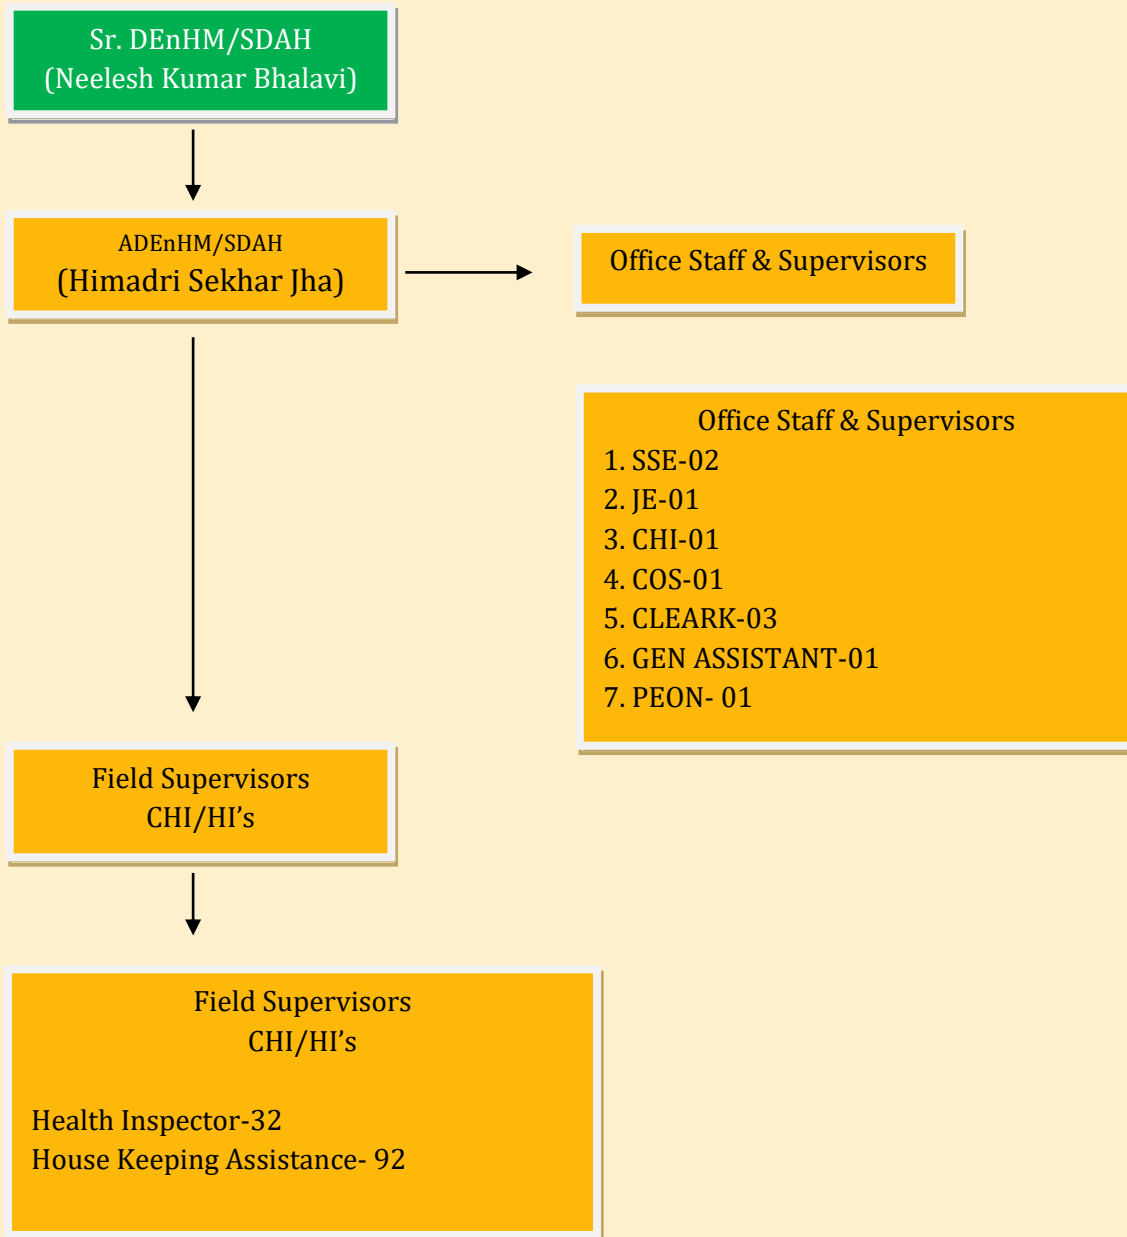 Sr. DEnHM/SDAH
(Neelesh Kumar Bhalavi)
ADEnHM/SDAH
(Himadri Sekhar Jha)
Office Staff & Supervisors
Office Staff & Supervisors
1. SSE-02
2. JE-01
3. CHI-01
4. COS-01
5. CLEARK-03
6. GEN ASSISTANT-01
7. PEON- 01
Field Supervisors
CHI/HI’s
Field Supervisors
CHI/HI’s
Health Inspector-32
House Keeping Assistance- 92